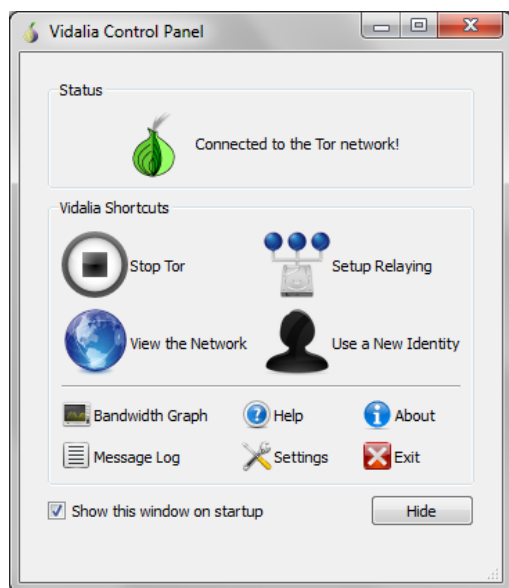 Vidalia Control Panel
Status
Connected to the Tor network!
Vidalia Shortcuts
Stop Tor
Setup Relaying
View the Network
Use a New Identity
Bandwidth Graph
Help
About
Message Log
Settings
Exit
Show this window on startup
Hide